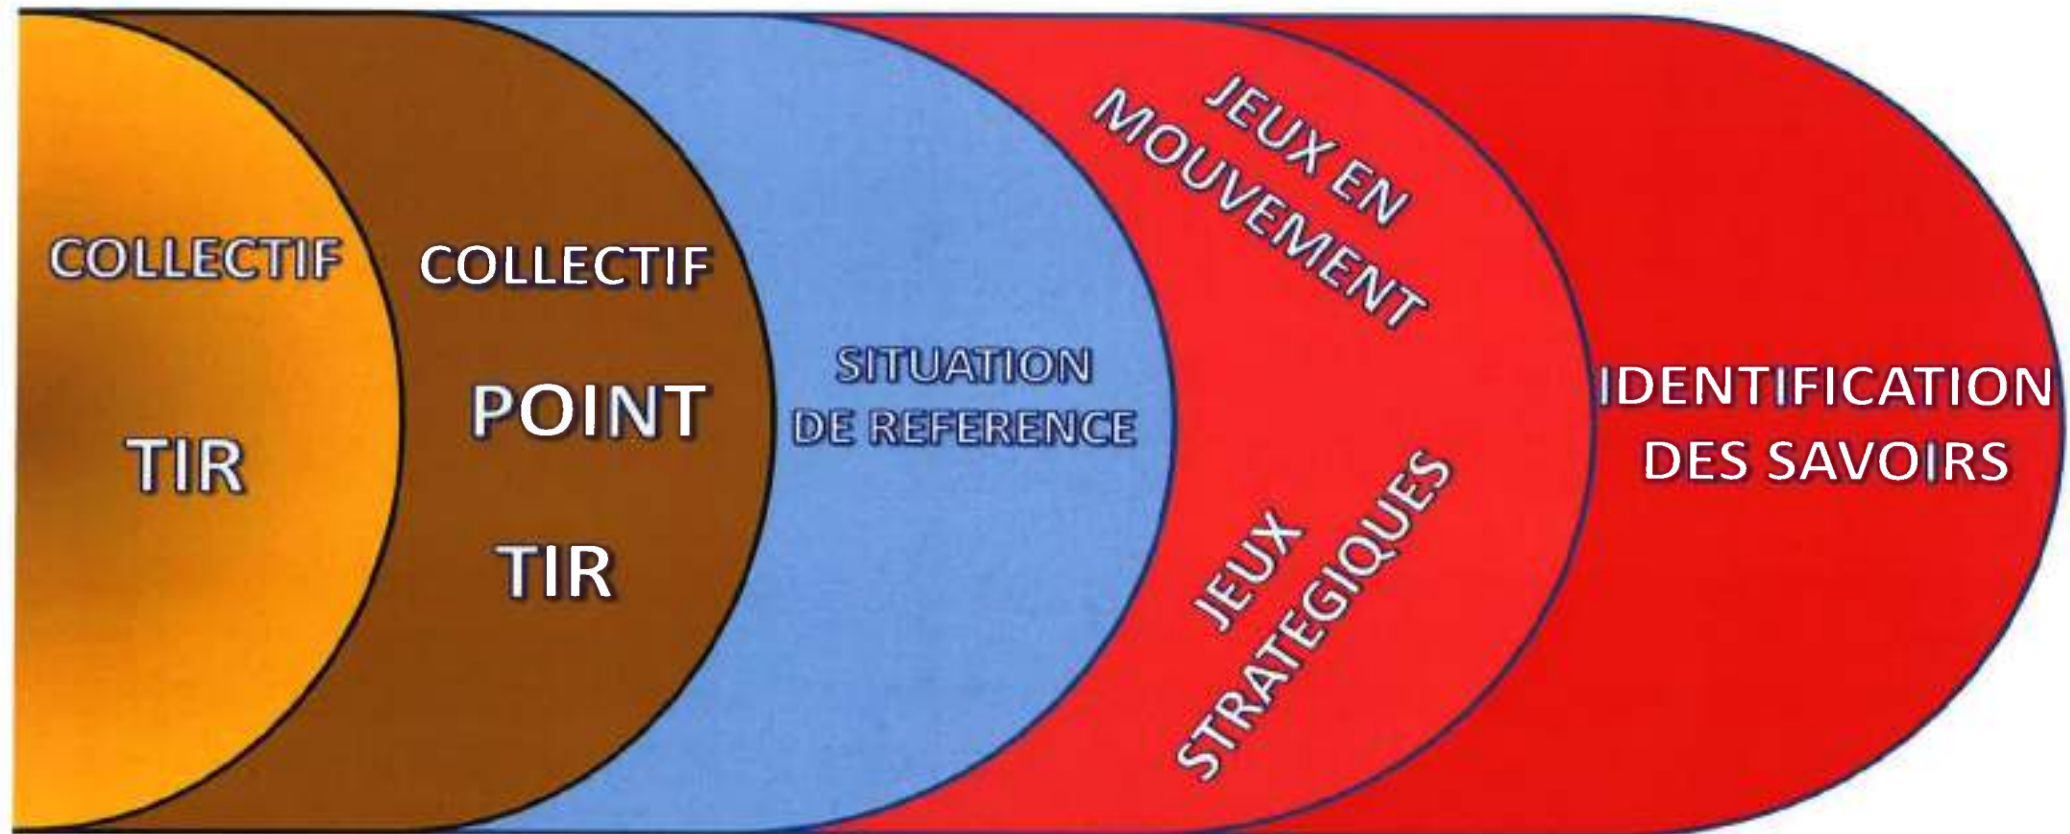 COLLECTIF
TIR
COLLECTIF
POINT
TIR
SITUATION
DE REFERENCE
JEUX EN
MOUVEMENT
JEUX
STRATEGIQUES
IDENTIFICATION
DES SAVOIRS